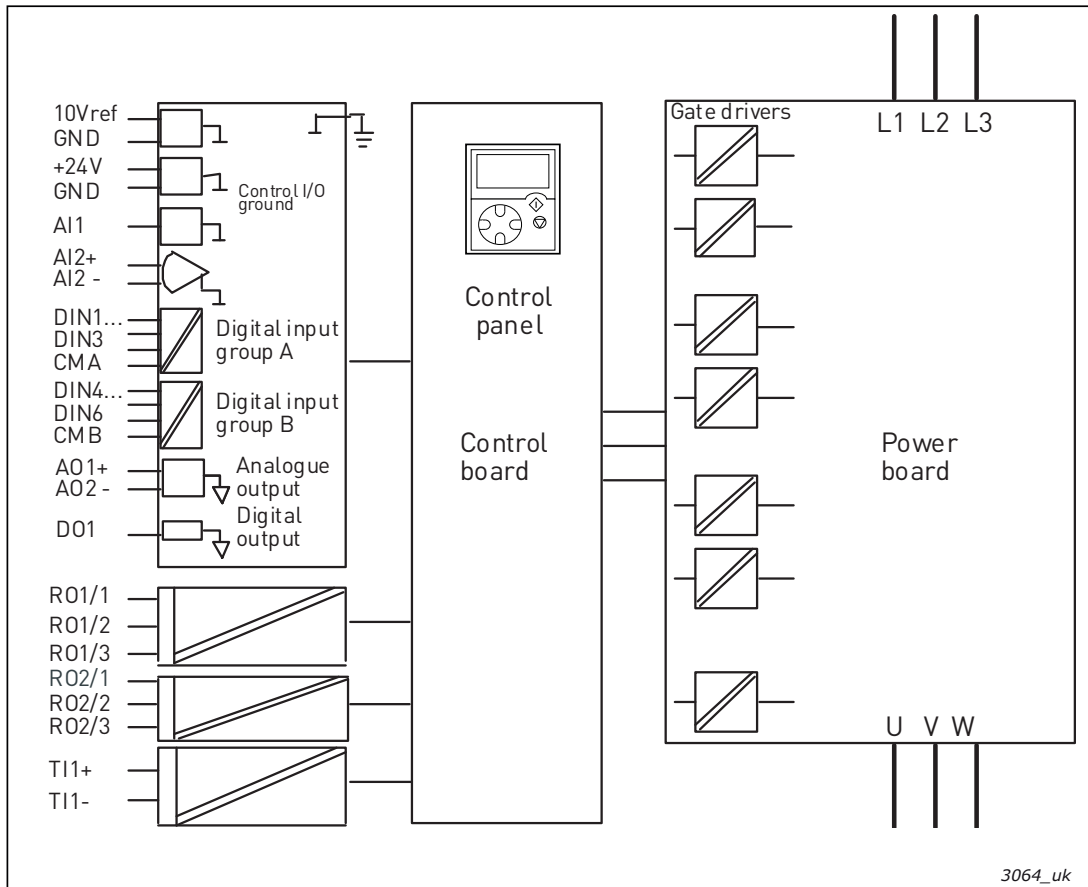 10Vref
GND
+24V
GND
AI1
AI2+
AI2 -
DIN1...
DIN3
CMA
DIN4...
DIN6
CMB
AO1+
AO2 -
DO1
RO1/1
RO1/2
RO1/3
RO2/1
RO2/2
RO2/3
TI1+
TI1-
Control I/O
ground
Digital input
group A
Digital input
group B
Analogue
output
Digital
output
Control
panel
Control
board
Gate drivers
L1 L2 L3
Power
board
U V W
3064_uk